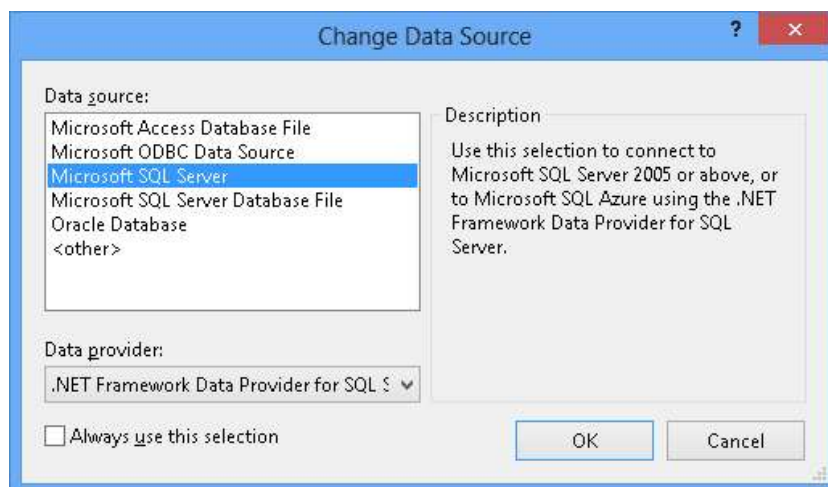 Change Data Source
?
Data source:
Microsoft Access Database File
Microsoft ODBC Data Source
Microsoft SQL Server
Microsoft SQL Server Database File
Oracle Database
<other>
Description
Use this selection to connect to
Microsoft SQL Server 2005 or above, or
to Microsoft SQL Azure using the .NET
Framework Data Provider for SQL
Server.
Data provider:
.NET Framework Data Provider for SQL S
Always use this selection
OK
Cancel